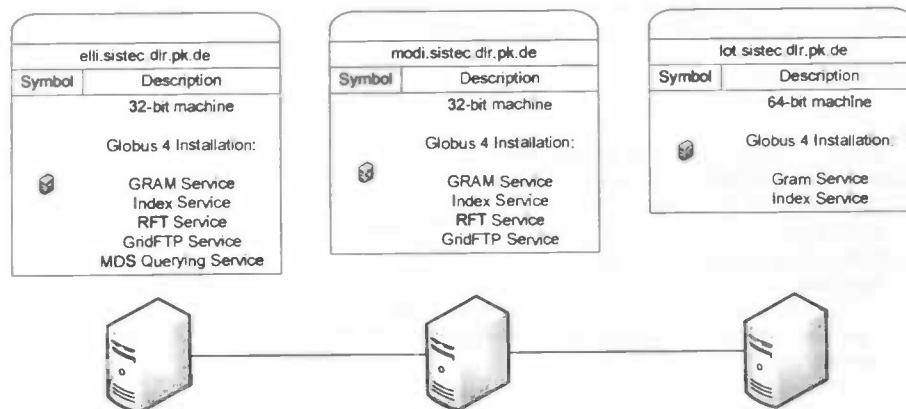 elli.sistec dlr.pk.de
Symbol Description
32-bit machine
Globus 4 Installation:
GRAM Service
Index Service
RFT Service
GridFTP Service
MDS Querying Service
modi.sistec dlr.pk.de
Symbol Description
32-bit machine
Globus 4 Installation:
GRAM Service
Index Service
RFT Service
GridFTP Service
lot sistec dlr.pk.de
Symbol Description
64-bit machine
Globus 4 Installation:
Gram Service
Index Service